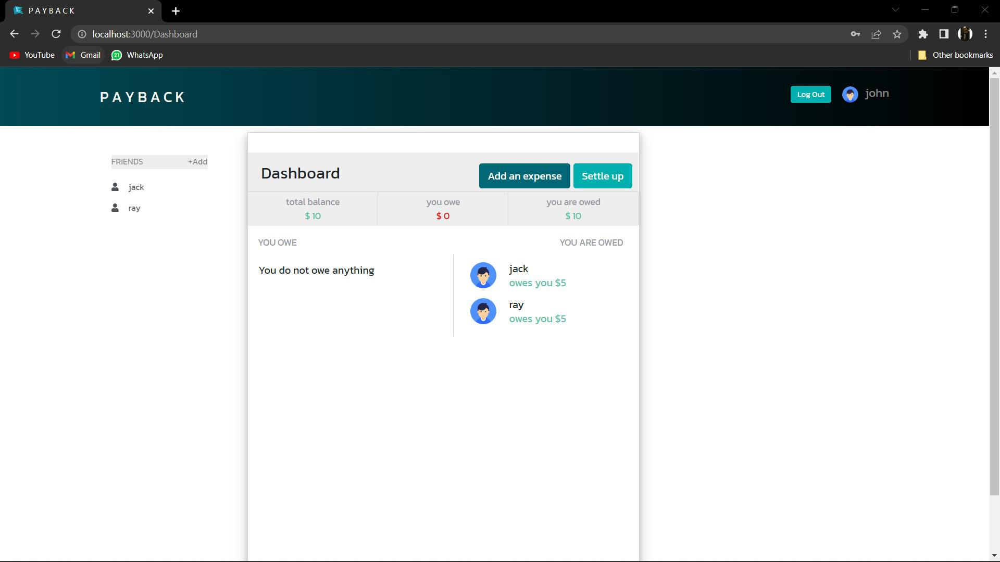 PAYBACK
localhost:3000/Dashboard
YouTube Gmail 21 WhatsApp Other bookmarks
PAYBACK
Log Out john
FRIENDS +Add
jack
ray
Dashboard Add an expense Settle up
total balance you owe you are owed
$ 10 $ 0 $ 10
YOU OWE YOU ARE OWED
You do not owe anything
jack
owes you $5
ray
owes you $5